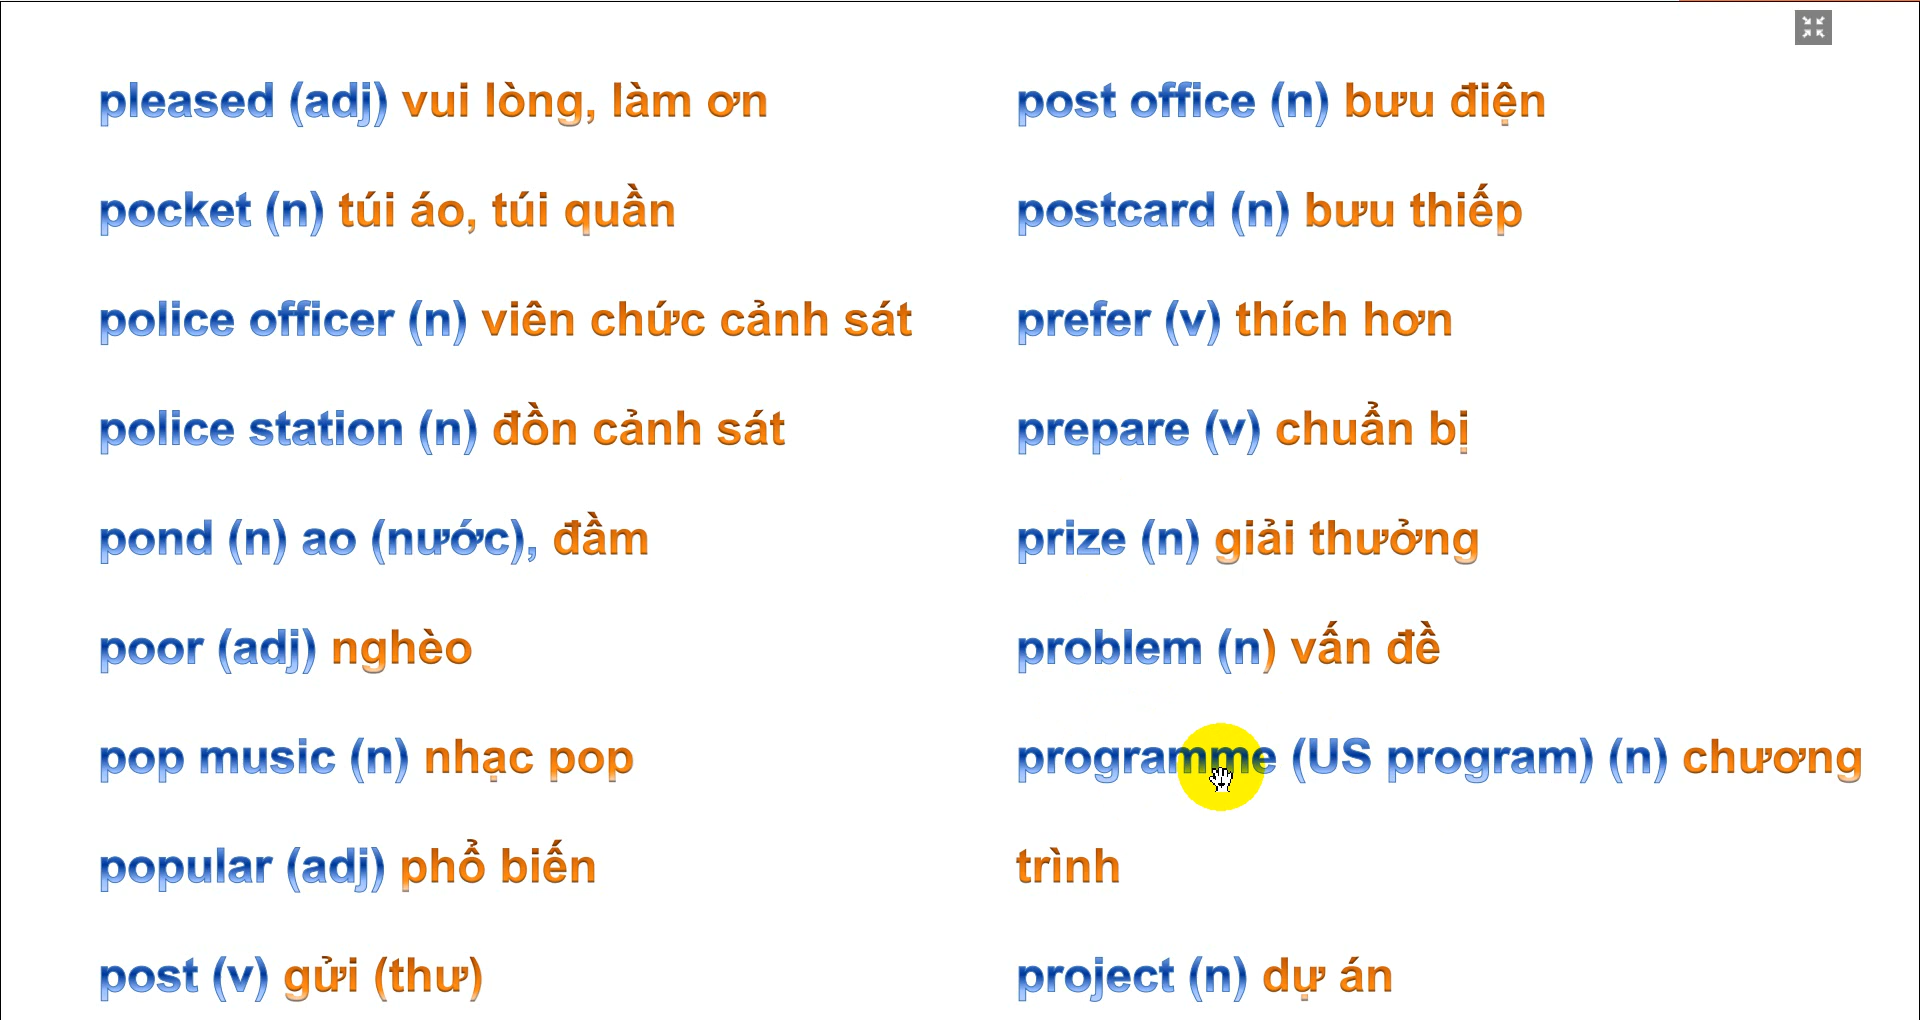 pleased (adj) vui lòng, làm ơn
pocket (n) túi áo, túi quần
police officer (n) viên chức cảnh sát
police station (n) đồn cảnh sát
pond (n) ao (nước), đầm
poor (adj) nghèo
pop music (n) nhạc pop
popular (adj) phổ biến
post (v) gửi (thư)
post office (n) bưu điện
postcard (n) bưu thiếp
prefer (v) thích hơn
prepare (v) chuẩn bị
prize (n) giải thưởng
problem (n) vấn đề
programme (US program) (n) chương
trình
project (n) dự án